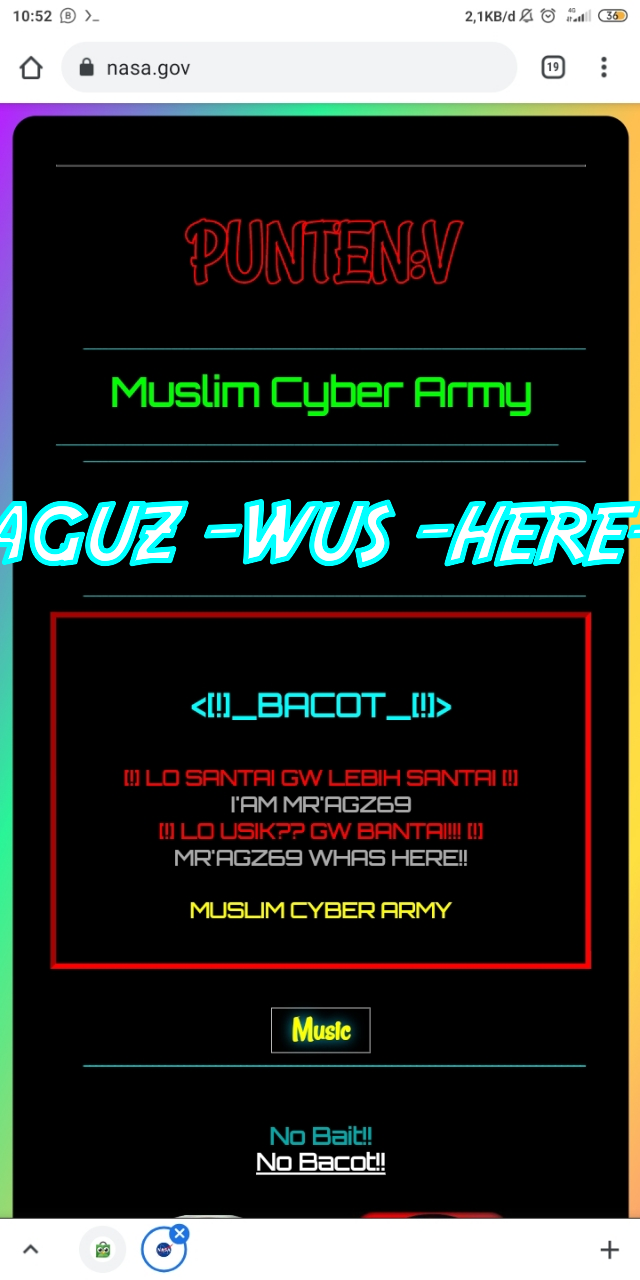 10:52 2,1KB/d 4G 36
nasa.gov 19
PUNTEN:V
Muslim Cyber Army
AGUZ -WUS -HERE-
<[!]_BACOT_[!]>
[!] LO SANTAI GW LEBIH SANTAI [!]
I'AM MR'AGZ69
[!] LO USIK?? GW BANTAI!!!! [!]
MR'AGZ69 WHAS HERE!!
MUSLIM CYBER ARMY
Music
No Bait!!
No Bacot!!
NASA